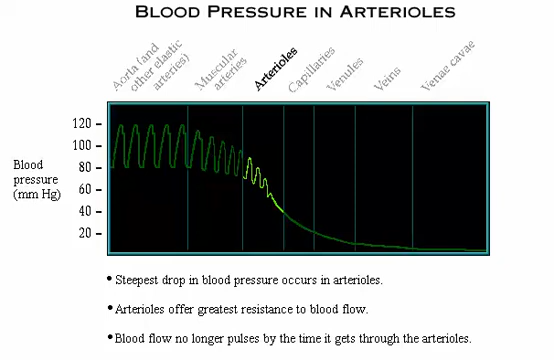 BLOOD PRESSURE IN ARTERIOLES
Aorta (and
other elastic
arteries)
Muscular
arteries
Arterioles
Capillaries
Venules
Veins
Venae cavae
Blood
pressure
(mm Hg)
120 –
100 –
80 –
60 –
40 –
20 –
• Steepest drop in blood pressure occurs in arterioles.
• Arterioles offer greatest resistance to blood flow.
• Blood flow no longer pulses by the time it gets through the arterioles.